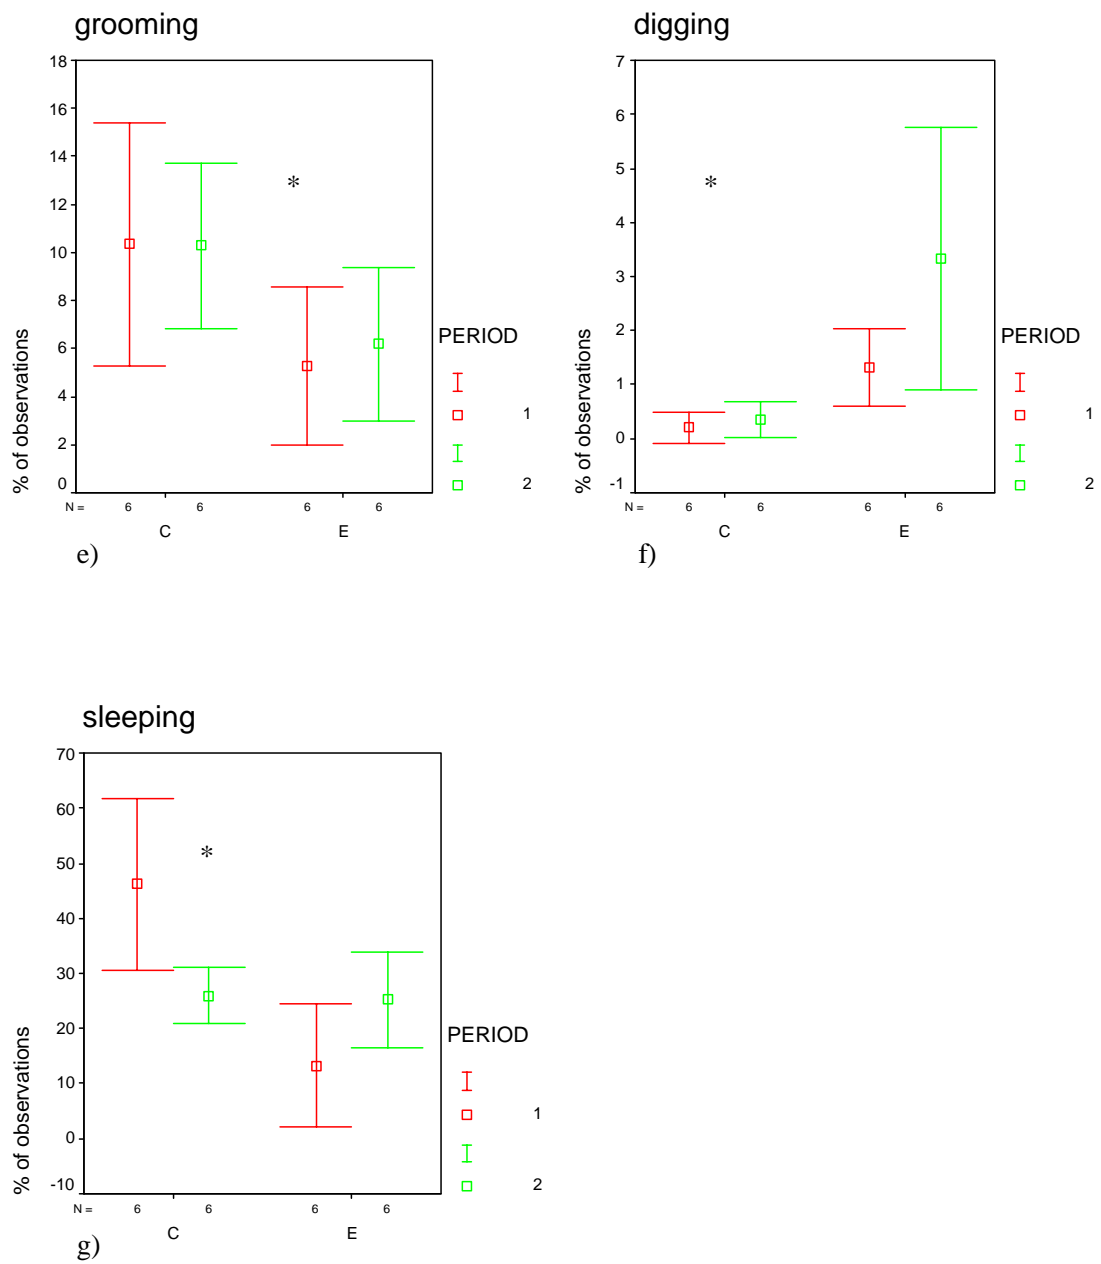 grooming
18
16
14
12
10
8
6
4
2
0
% of observations
*
N = 6 6 6 6
C E
PERIOD
1
2
e)
digging
7
6
5
4
3
2
1
0
-1
% of observations
*
N = 6 6 6 6
C E
PERIOD
1
2
f)
sleeping
70
60
50
40
30
20
10
0
-10
% of observations
*
N = 6 6 6 6
C E
PERIOD
1
2
g)